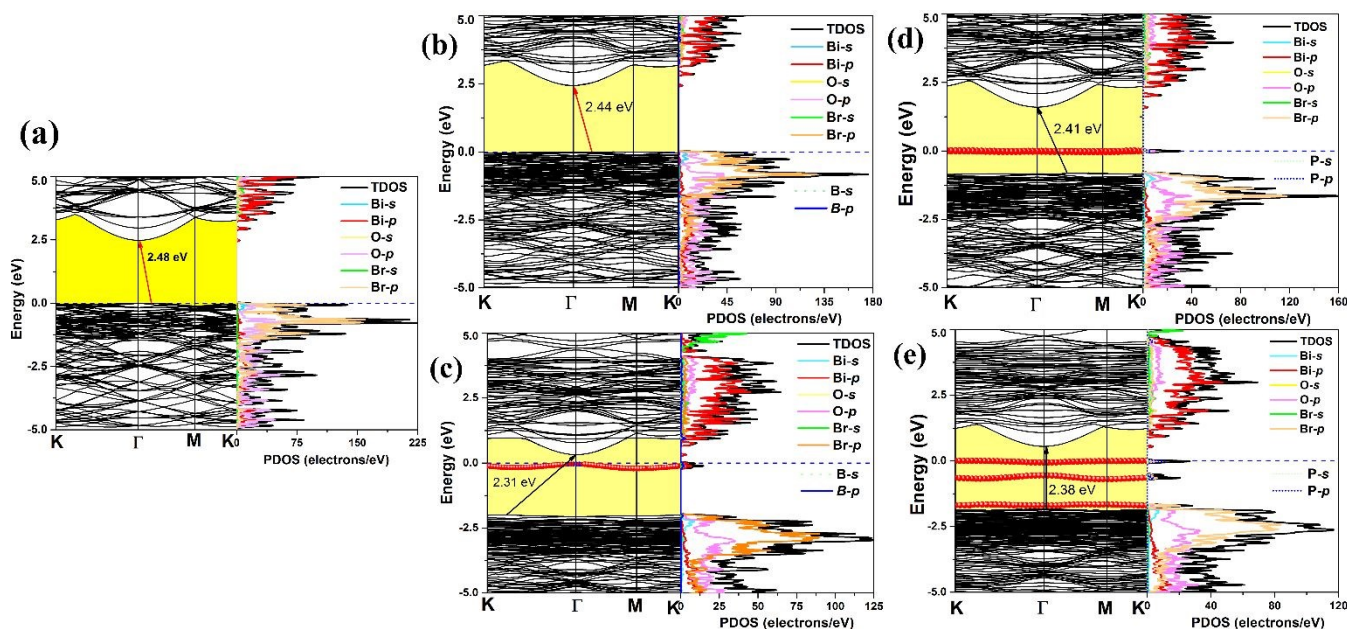 (a)
Energy (eV)
5.0
2.5
0.0
-2.5
-5.0
2.48 eV
K Γ M K
0 75 150 225
PDOS (electrons/eV)
TDOS
Bi-s
Bi-p
O-s
O-p
Br-s
Br-p
(b)
Energy (eV)
5.0
2.5
0.0
-2.5
-5.0
2.44 eV
K Γ M K
0 45 90 135 180
PDOS (electrons/eV)
TDOS
Bi-s
Bi-p
O-s
O-p
Br-s
Br-p
B-s
B-p
(c)
Energy (eV)
5.0
2.5
0.0
-2.5
-5.0
2.31 eV
K Γ M K
0 25 50 75 100 125
PDOS (electrons/eV)
TDOS
Bi-s
Bi-p
O-s
O-p
Br-s
Br-p
B-s
B-p
(d)
Energy (eV)
5.0
2.5
0.0
-2.5
-5.0
2.41 eV
K Γ M K
0 40 80 120 160
PDOS (electrons/eV)
TDOS
Bi-s
Bi-p
O-s
O-p
Br-s
Br-p
P-s
P-p
(e)
Energy (eV)
5.0
2.5
0.0
-2.5
-5.0
2.38 eV
K Γ M K
0 40 80 120
PDOS (electrons/eV)
TDOS
Bi-s
Bi-p
O-s
O-p
Br-s
Br-p
P-s
P-p